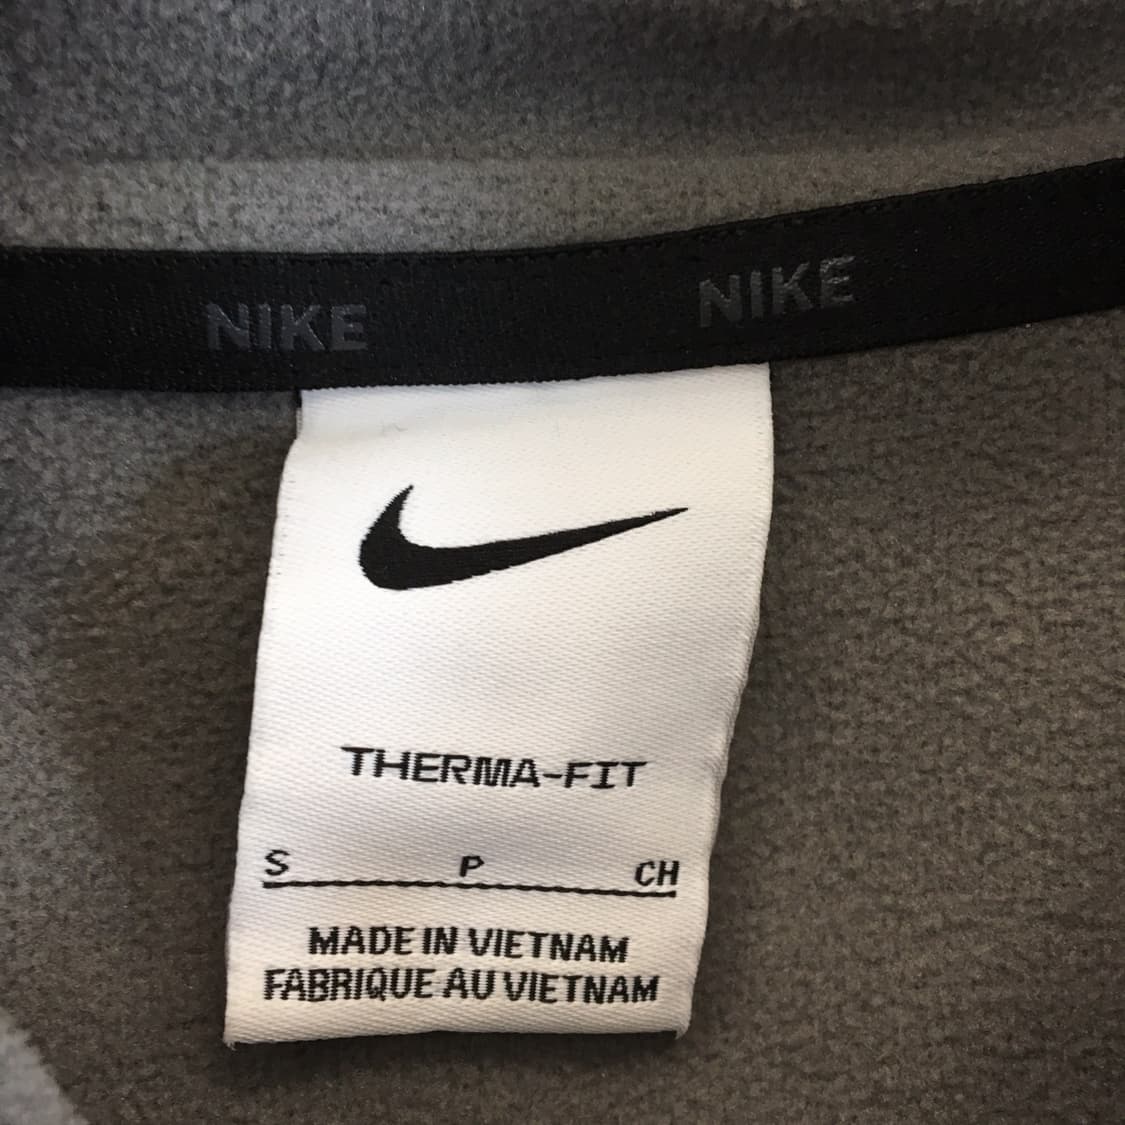 NIKE NIKE
THERMA-FIT
S P CH
MADE IN VIETNAM
FABRIQUE AU VIETNAM